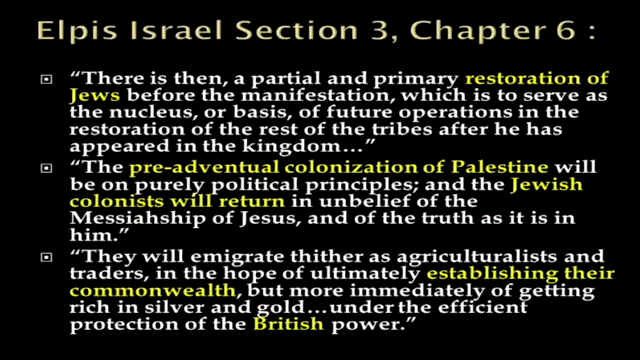 Elpis Israel Section 3, Chapter 6 :
“There is then, a partial and primary restoration of
Jews before the manifestation, which is to serve as
the nucleus, or basis, of future operations in the
restoration of the rest of the tribes after he has
appeared in the kingdom…”
“The pre-adventual colonization of Palestine will
be on purely political principles; and the Jewish
colonists will return in unbelief of the
Messiahship of Jesus, and of the truth as it is in
him.”
“They will emigrate thither as agriculturalists and
traders, in the hope of ultimately establishing their
commonwealth, but more immediately of getting
rich in silver and gold…under the efficient
protection of the British power.”